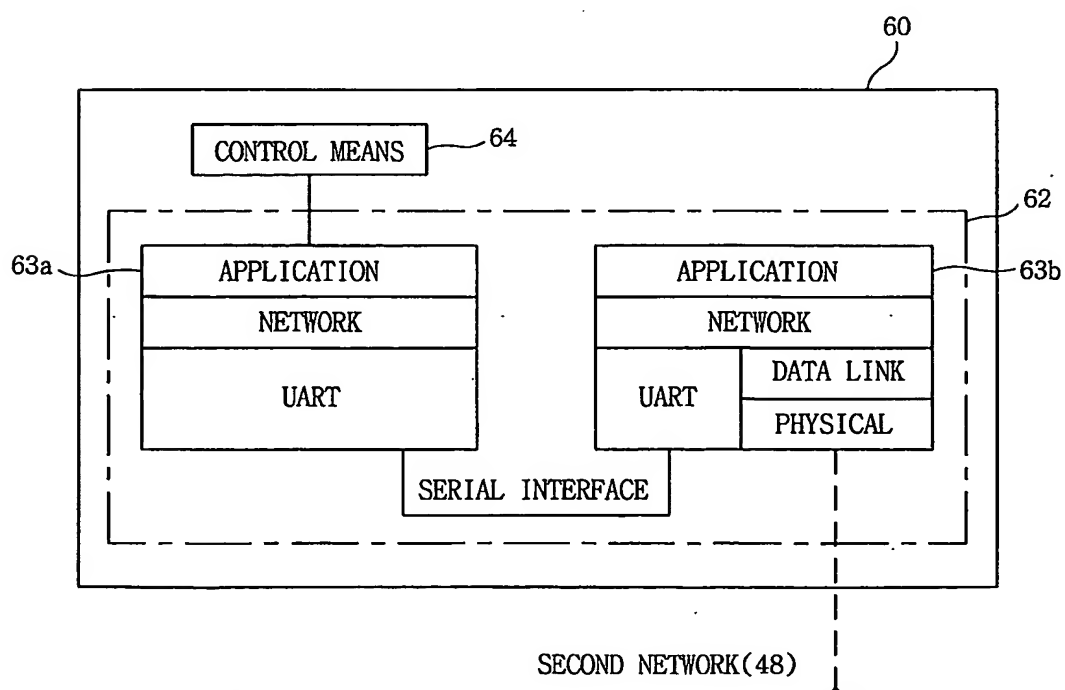 60
CONTROL MEANS
64
62
63a
APPLICATION
NETWORK
UART
APPLICATION
63b
NETWORK
UART
DATA LINK
PHYSICAL
SERIAL INTERFACE
SECOND NETWORK(48)